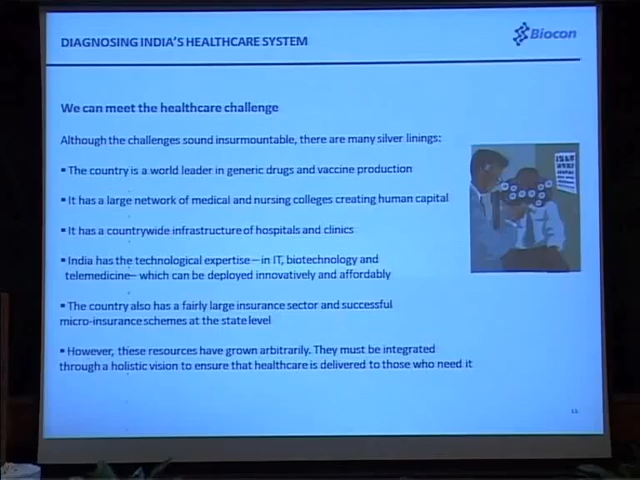 DIAGNOSING INDIA'S HEALTHCARE SYSTEM
Biocon
We can meet the healthcare challenge
Although the challenges sound insurmountable, there are many silver linings:
▪ The country is a world leader in generic drugs and vaccine production
▪ It has a large network of medical and nursing colleges creating human capital
▪ It has a countrywide infrastructure of hospitals and clinics
▪ India has the technological expertise – in IT, biotechnology and
telemedicine – which can be deployed innovatively and affordably
▪ The country also has a fairly large insurance sector and successful
micro-insurance schemes at the state level
▪ However, these resources have grown arbitrarily. They must be integrated
through a holistic vision to ensure that healthcare is delivered to those who need it